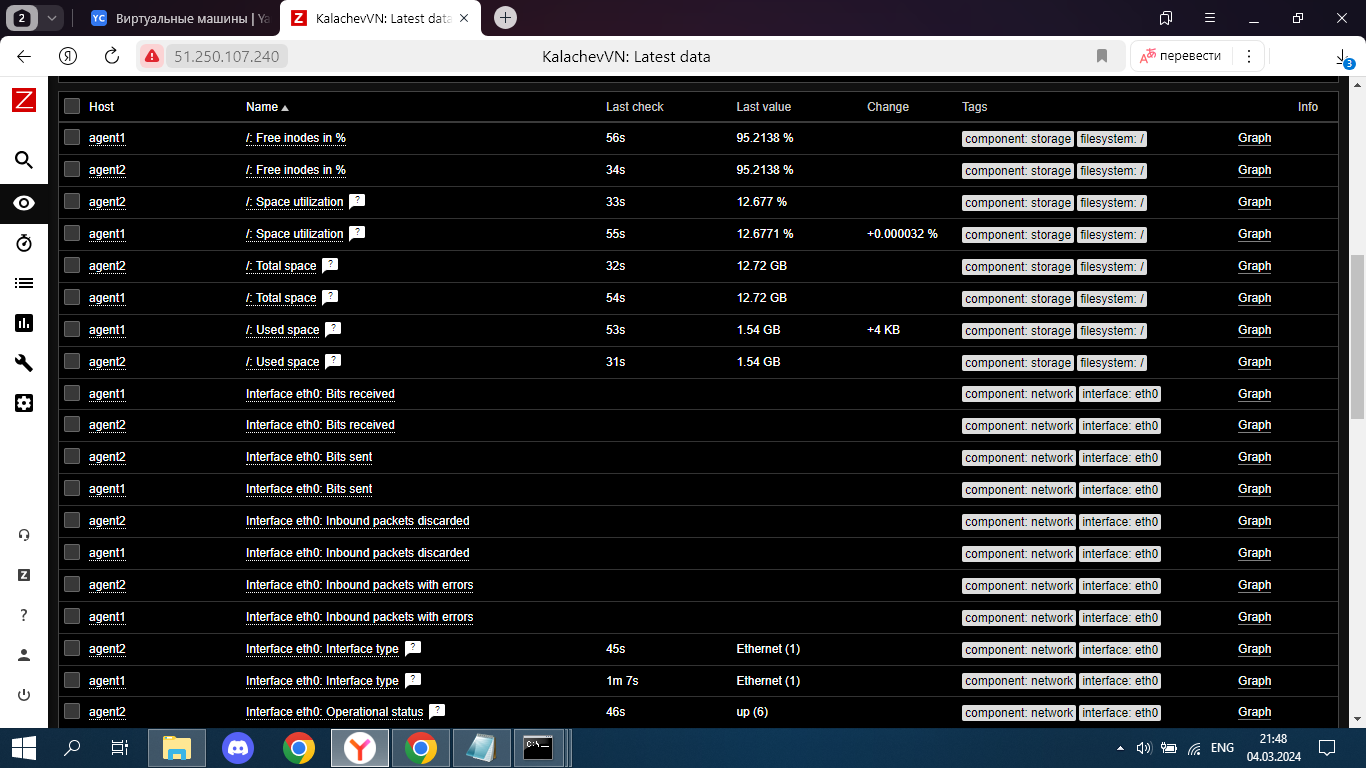 2
YC Виртуальные машины | Ya
Z KalachevVN: Latest data
Я 51.250.107.240 KalachevVN: Latest data перевести 3
Z
Host Name Last check Last value Change Tags Info
agent1 /: Free inodes in % 56s 95.2138 % component: storage filesystem: / Graph
agent2 /: Free inodes in % 34s 95.2138 % component: storage filesystem: / Graph
agent2 /: Space utilization ? 33s 12.677 % component: storage filesystem: / Graph
agent1 /: Space utilization ? 55s 12.6771 % +0.000032 % component: storage filesystem: / Graph
agent2 /: Total space ? 32s 12.72 GB component: storage filesystem: / Graph
agent1 /: Total space ? 54s 12.72 GB component: storage filesystem: / Graph
agent1 /: Used space ? 53s 1.54 GB +4 KB component: storage filesystem: / Graph
agent2 /: Used space ? 31s 1.54 GB component: storage filesystem: / Graph
agent1 Interface eth0: Bits received component: network interface: eth0 Graph
agent2 Interface eth0: Bits received component: network interface: eth0 Graph
agent2 Interface eth0: Bits sent component: network interface: eth0 Graph
agent1 Interface eth0: Bits sent component: network interface: eth0 Graph
agent2 Interface eth0: Inbound packets discarded component: network interface: eth0 Graph
agent1 Interface eth0: Inbound packets discarded component: network interface: eth0 Graph
agent2 Interface eth0: Inbound packets with errors component: network interface: eth0 Graph
agent1 Interface eth0: Inbound packets with errors component: network interface: eth0 Graph
agent2 Interface eth0: Interface type ? 45s Ethernet (1) component: network interface: eth0 Graph
agent1 Interface eth0: Interface type ? 1m 7s Ethernet (1) component: network interface: eth0 Graph
agent2 Interface eth0: Operational status ? 46s up (6) component: network interface: eth0 Graph
Z
?
ENG
21:48
04.03.2024